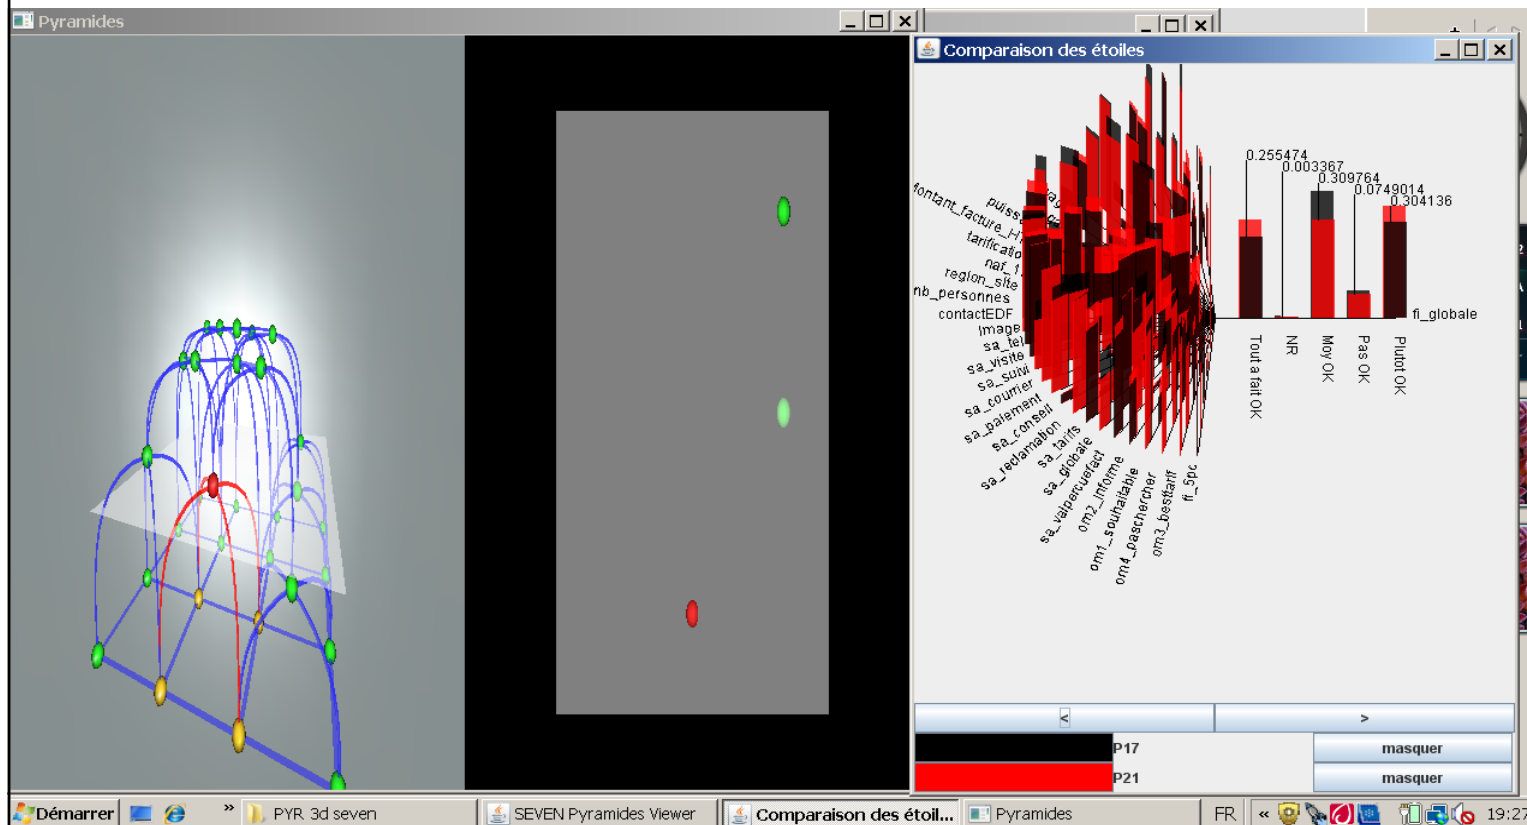 Pyramides
Comparaison des étoiles
0.255474
0.003367
0.309764
0.0749014
0.304136
Montant_facture_H
puiss
tarificatio
naf_1
region_site
nb_personnes
contactEDF
Image
sa_tel
sa_visite
sa_suivi
sa_courrier
sa_paiement
sa_conseil
sa_reclamation
sa_tarifs
sa_globale
sa_valpercuefact
om2_informe
om1_souhaitable
om4_paschercher
om3_besttarif
fi_5pc
fi_globale
Tout a fait OK
NR
Moy OK
Pas OK
Plutot OK
< >
P17 masquer
P21 masquer
Démarrer » PYR 3d seven SEVEN Pyramides Viewer Comparaison des étoil... Pyramides FR « 19:27